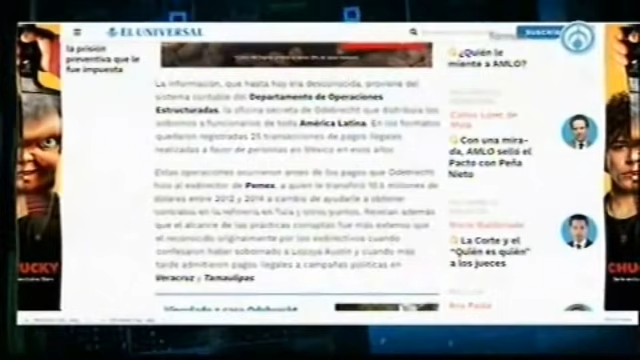 EL UNIVERSAL
la prisión
preventiva que le
fue impuesta
La información, que hasta hoy era desconocida, proviene del
sistema contable del Departamento de Operaciones
Estructuradas, la oficina secreta de Odebrecht que distribuía los
sobornos a funcionarios de toda América Latina. En los formatos
quedaron registradas 25 transacciones de pagos ilegales
realizadas a favor de personas en México en esos años.
Estas operaciones ocurrieron antes de los pagos que Odebrecht
hizo al exdirector de Pemex, a quien le transfirió 10.5 millones de
dólares entre 2012 y 2014 a cambio de ayudarle a obtener
contratos en la refinería en Tula y otros puntos. Revelan además
que el alcance de las prácticas corruptas fue más extenso que
el reconocido originalmente por los exdirectivos cuando
confesaron haber sobornado a Lozoya Austin y cuando más
tarde admitieron pagos ilegales a campañas políticas en
Veracruz y Tamaulipas
¿Quién le
miente a AMLO?
Con una mira-
da, AMLO selló el
Pacto con Peña
Nieto
La Corte y el
"Quién es quién"
a los jueces
CHUCKY